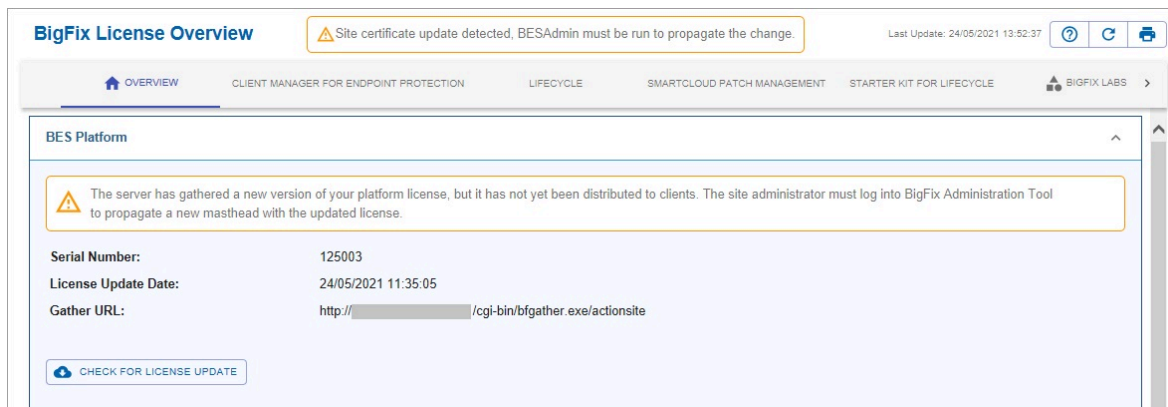 BigFix License Overview
Site certificate update detected, BESAdmin must be run to propagate the change.
Last Update: 24/05/2021 13:52:37
OVERVIEW
CLIENT MANAGER FOR ENDPOINT PROTECTION
LIFECYCLE
SMARTCLOUD PATCH MANAGEMENT
STARTER KIT FOR LIFECYCLE
BIGFIX LABS
BES Platform
The server has gathered a new version of your platform license, but it has not yet been distributed to clients. The site administrator must log into BigFix Administration Tool
to propagate a new masthead with the updated license.
Serial Number: 125003
License Update Date: 24/05/2021 11:35:05
Gather URL: http:// /cgi-bin/bfgather.exe/actionsite
CHECK FOR LICENSE UPDATE